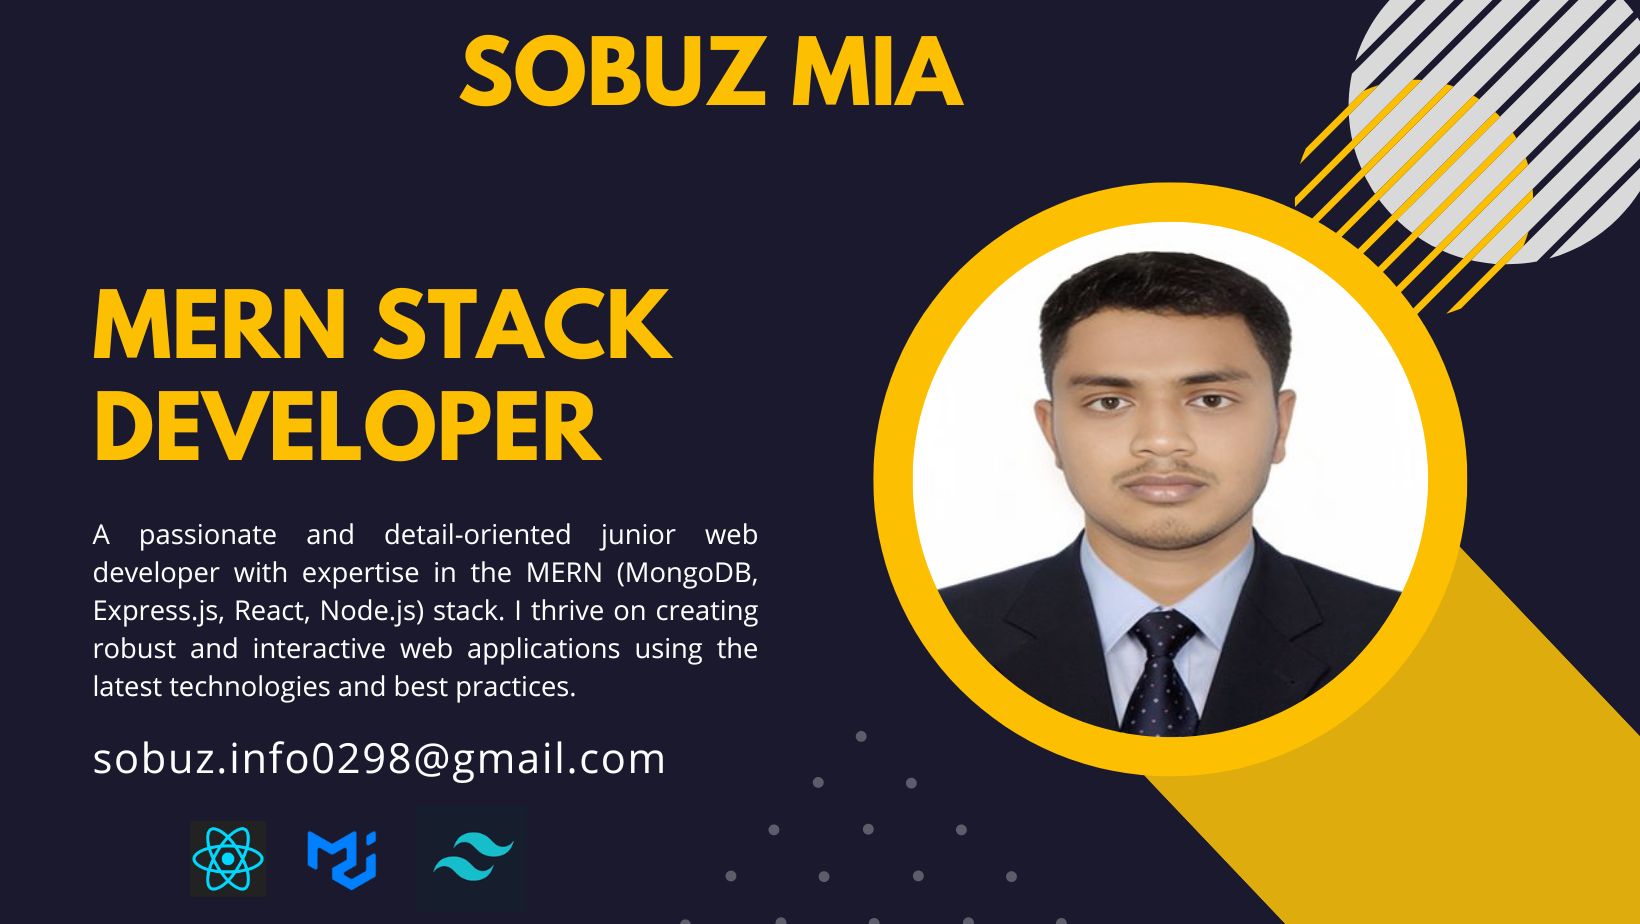 SOBUZ MIA
MERN STACK
DEVELOPER
A passionate and detail-oriented junior web
developer with expertise in the MERN (MongoDB,
Express.js, React, Node.js) stack. I thrive on creating
robust and interactive web applications using the
latest technologies and best practices.
sobuz.info0298@gmail.com